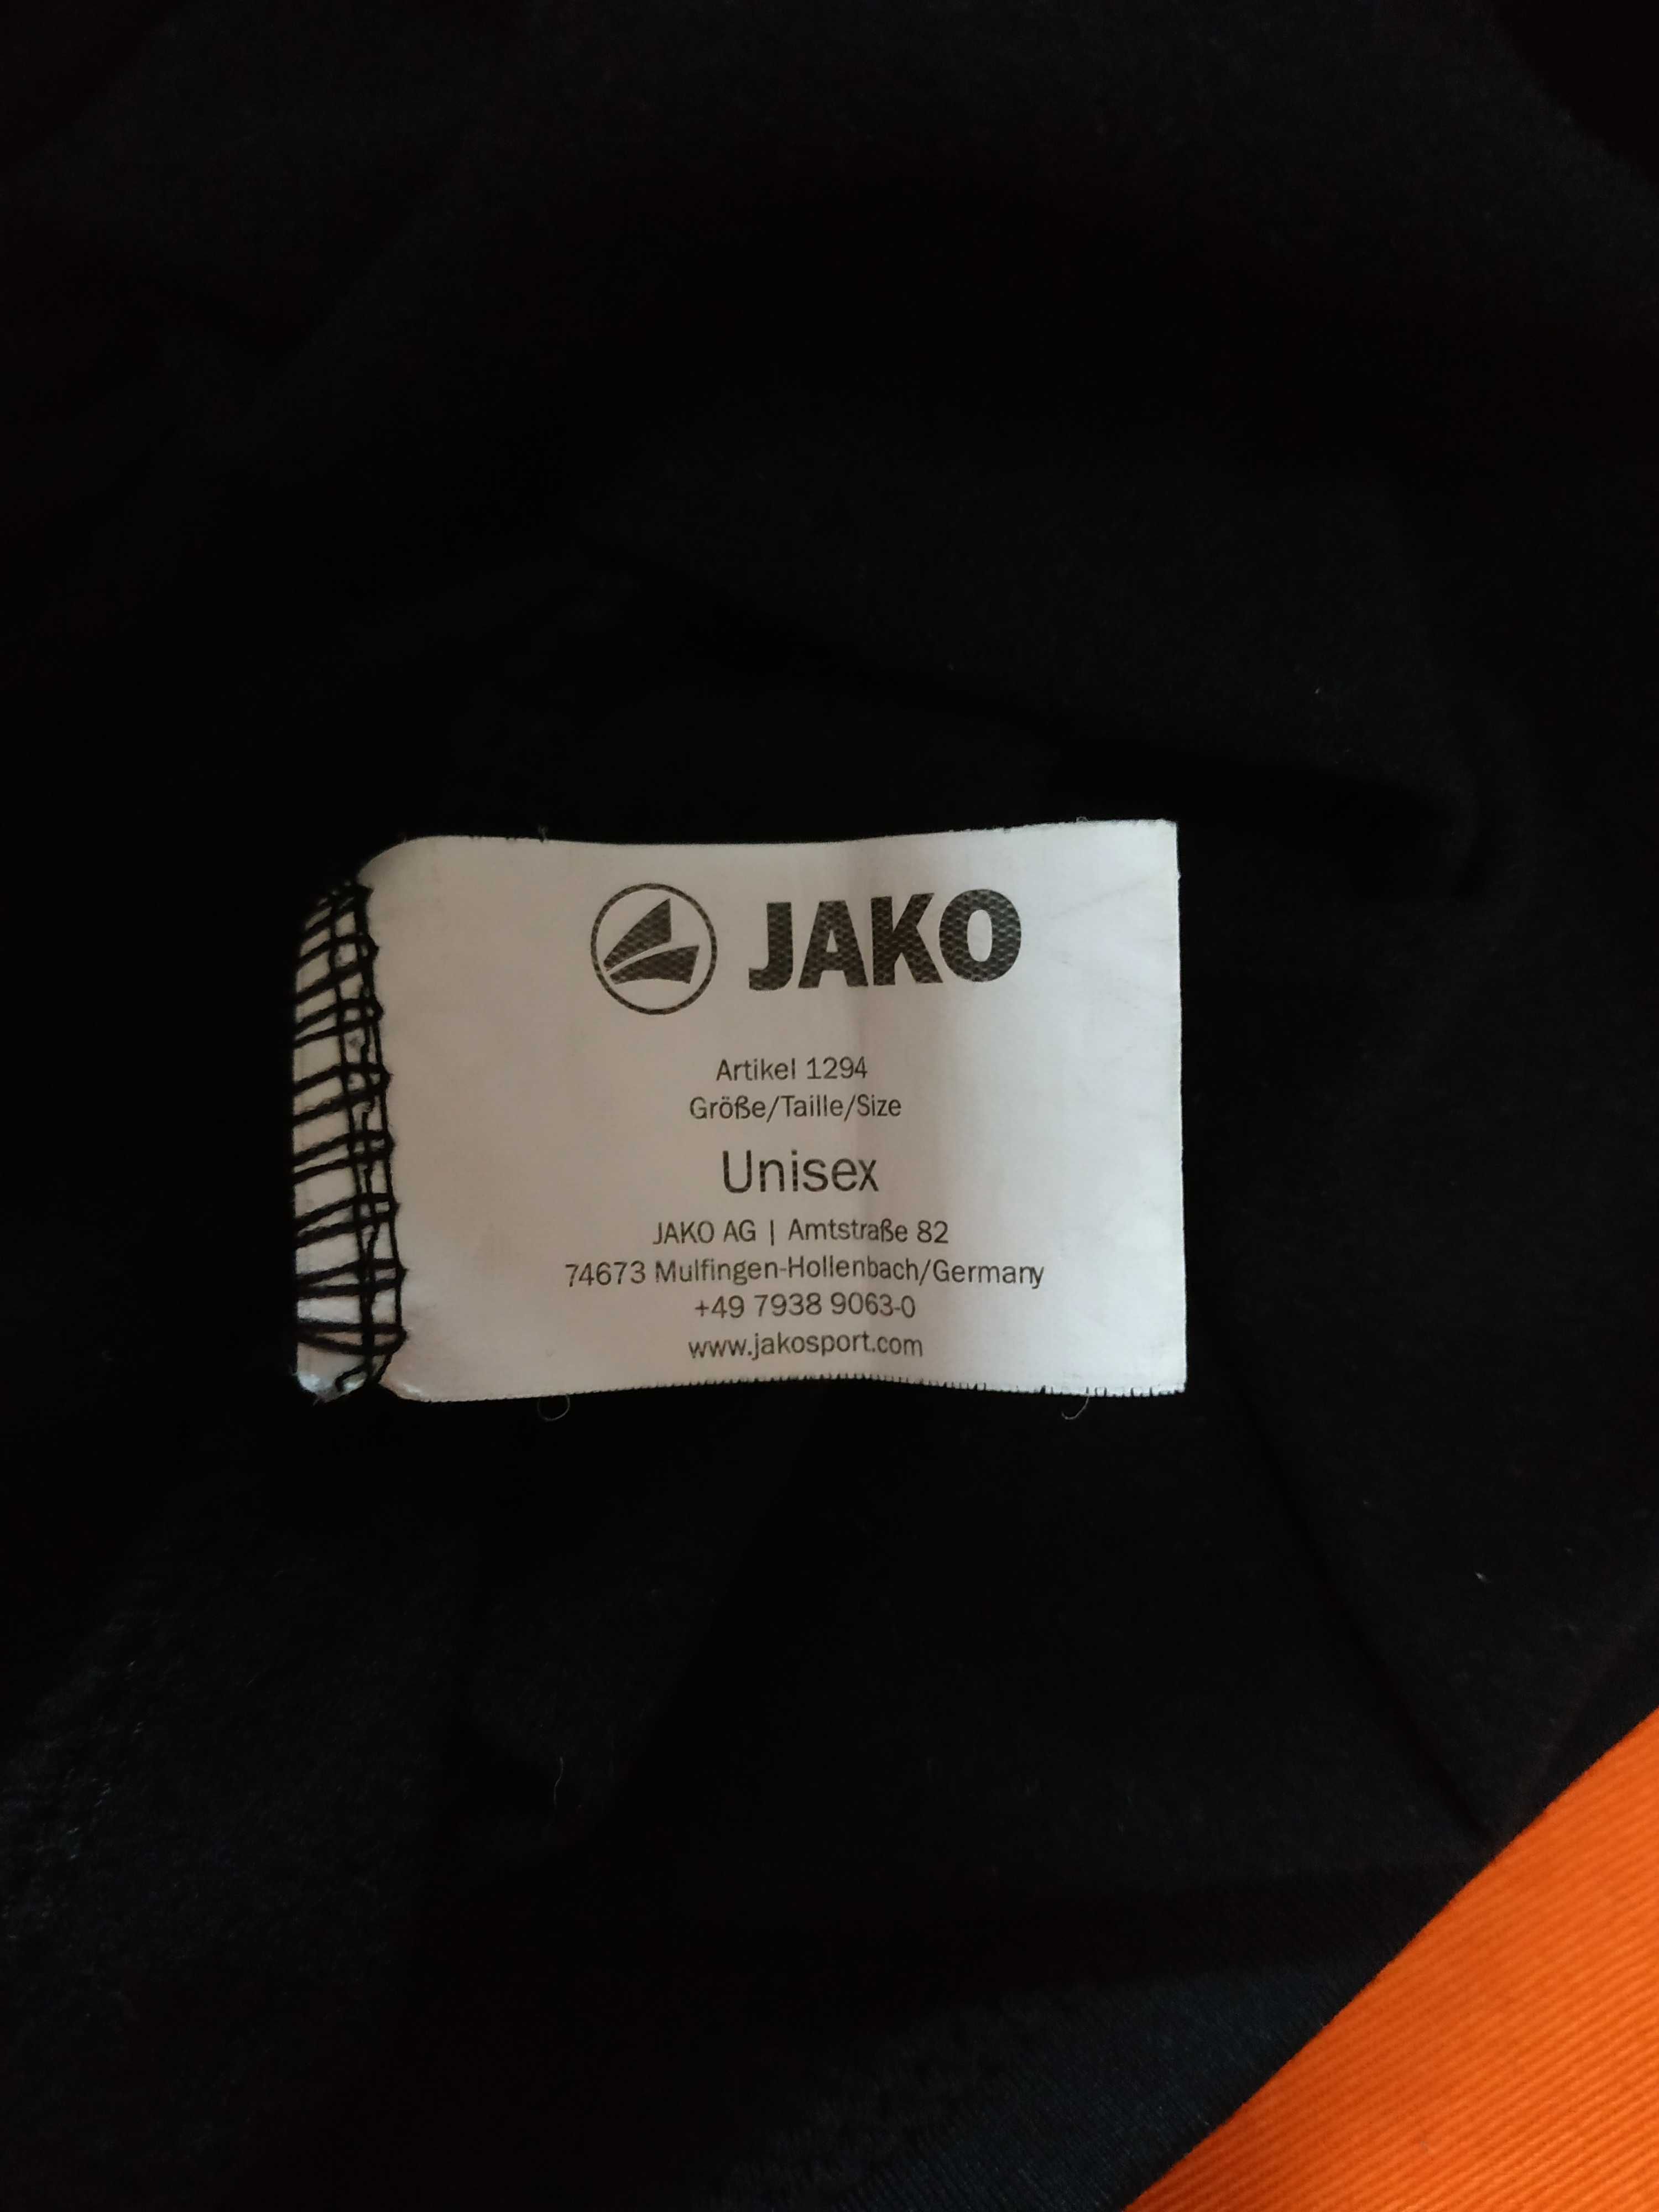 JAKO
Artikel 1294
Größe/Taille/Size
Unisex
JAKO AG | Amtstraße 82
74673 Mulfingen-Hollenbach/Germany
+49 7938 9063-0
www.jakosport.com